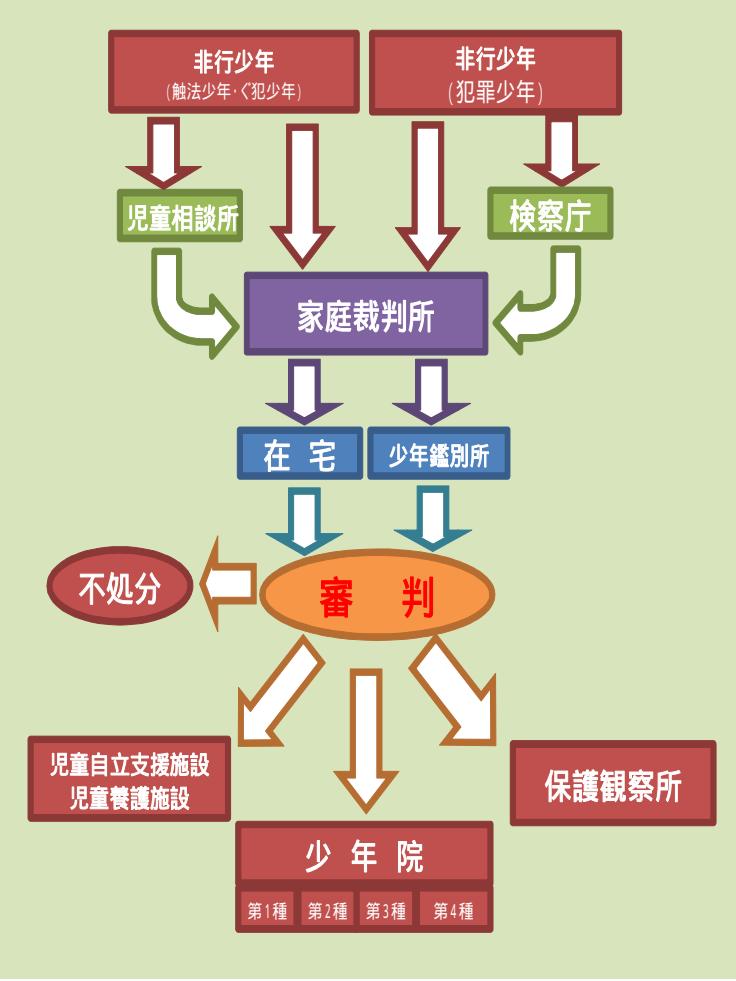 非行少年
(触法少年・ぐ犯少年)
非行少年
(犯罪少年)
児童相談所
検察庁
家庭裁判所
在 宅
少年鑑別所
審 判
不処分
児童自立支援施設
児童養護施設
保護観察所
少 年 院
第1種
第2種
第3種
第4種